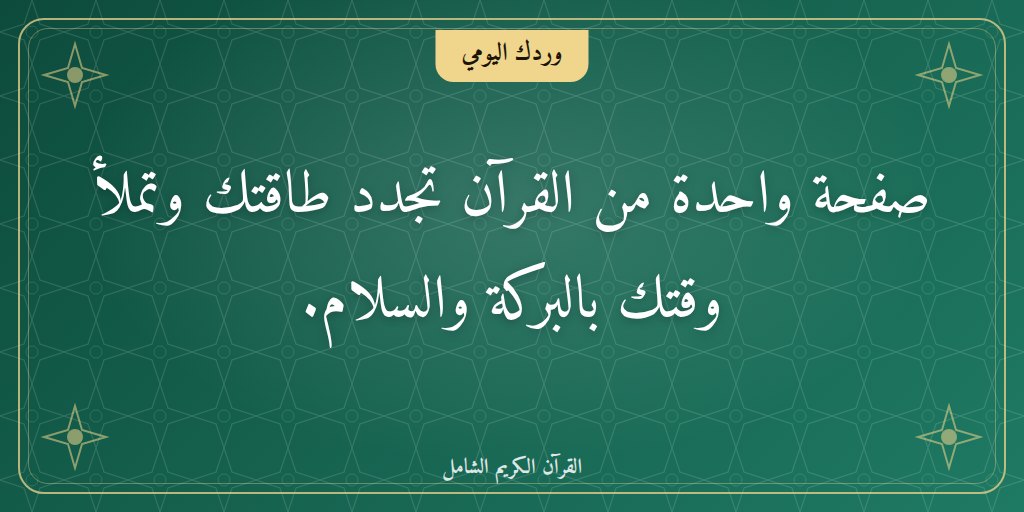 وردك اليومي
صفحة واحدة من القرآن تجدد طاقتك وتملأ
وقتك بالبركة والسلام.
القرآن الكريم الشامل